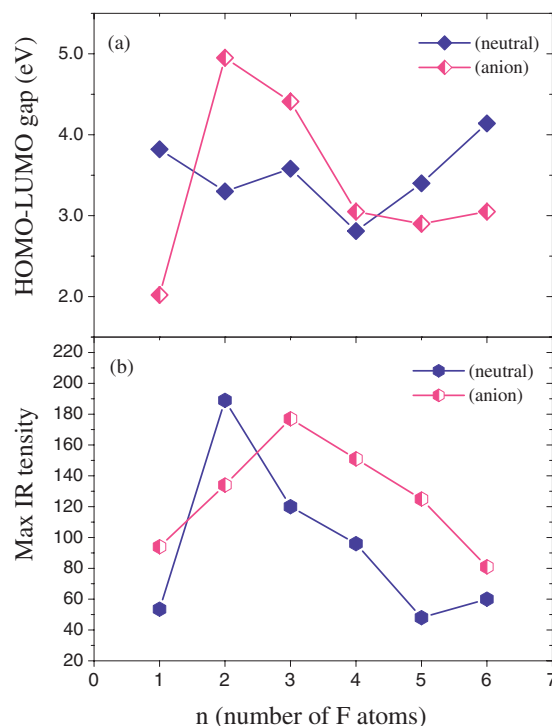 (a)
(neutral)
(anion)
HOMO-LUMO gap (eV)
5.0
4.0
3.0
2.0
(b)
(neutral)
(anion)
Max IR tensity
220
200
180
160
140
120
100
80
60
40
20
0 1 2 3 4 5 6 7
n (number of F atoms)